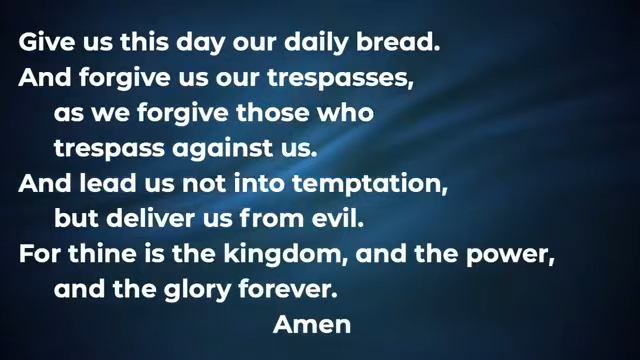 Give us this day our daily bread.
And forgive us our trespasses,
as we forgive those who
trespass against us.
And lead us not into temptation,
but deliver us from evil.
For thine is the kingdom, and the power,
and the glory forever.
Amen